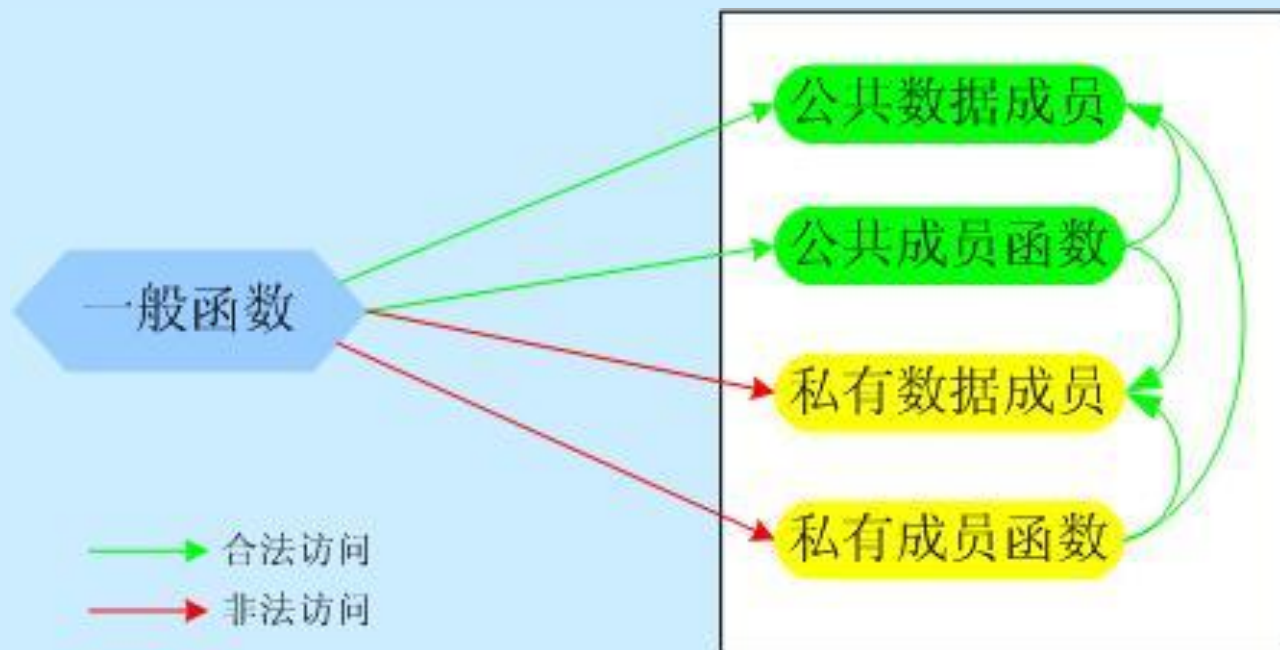 公共数据成员
公共成员函数
一般函数
私有数据成员
私有成员函数
合法访问
非法访问